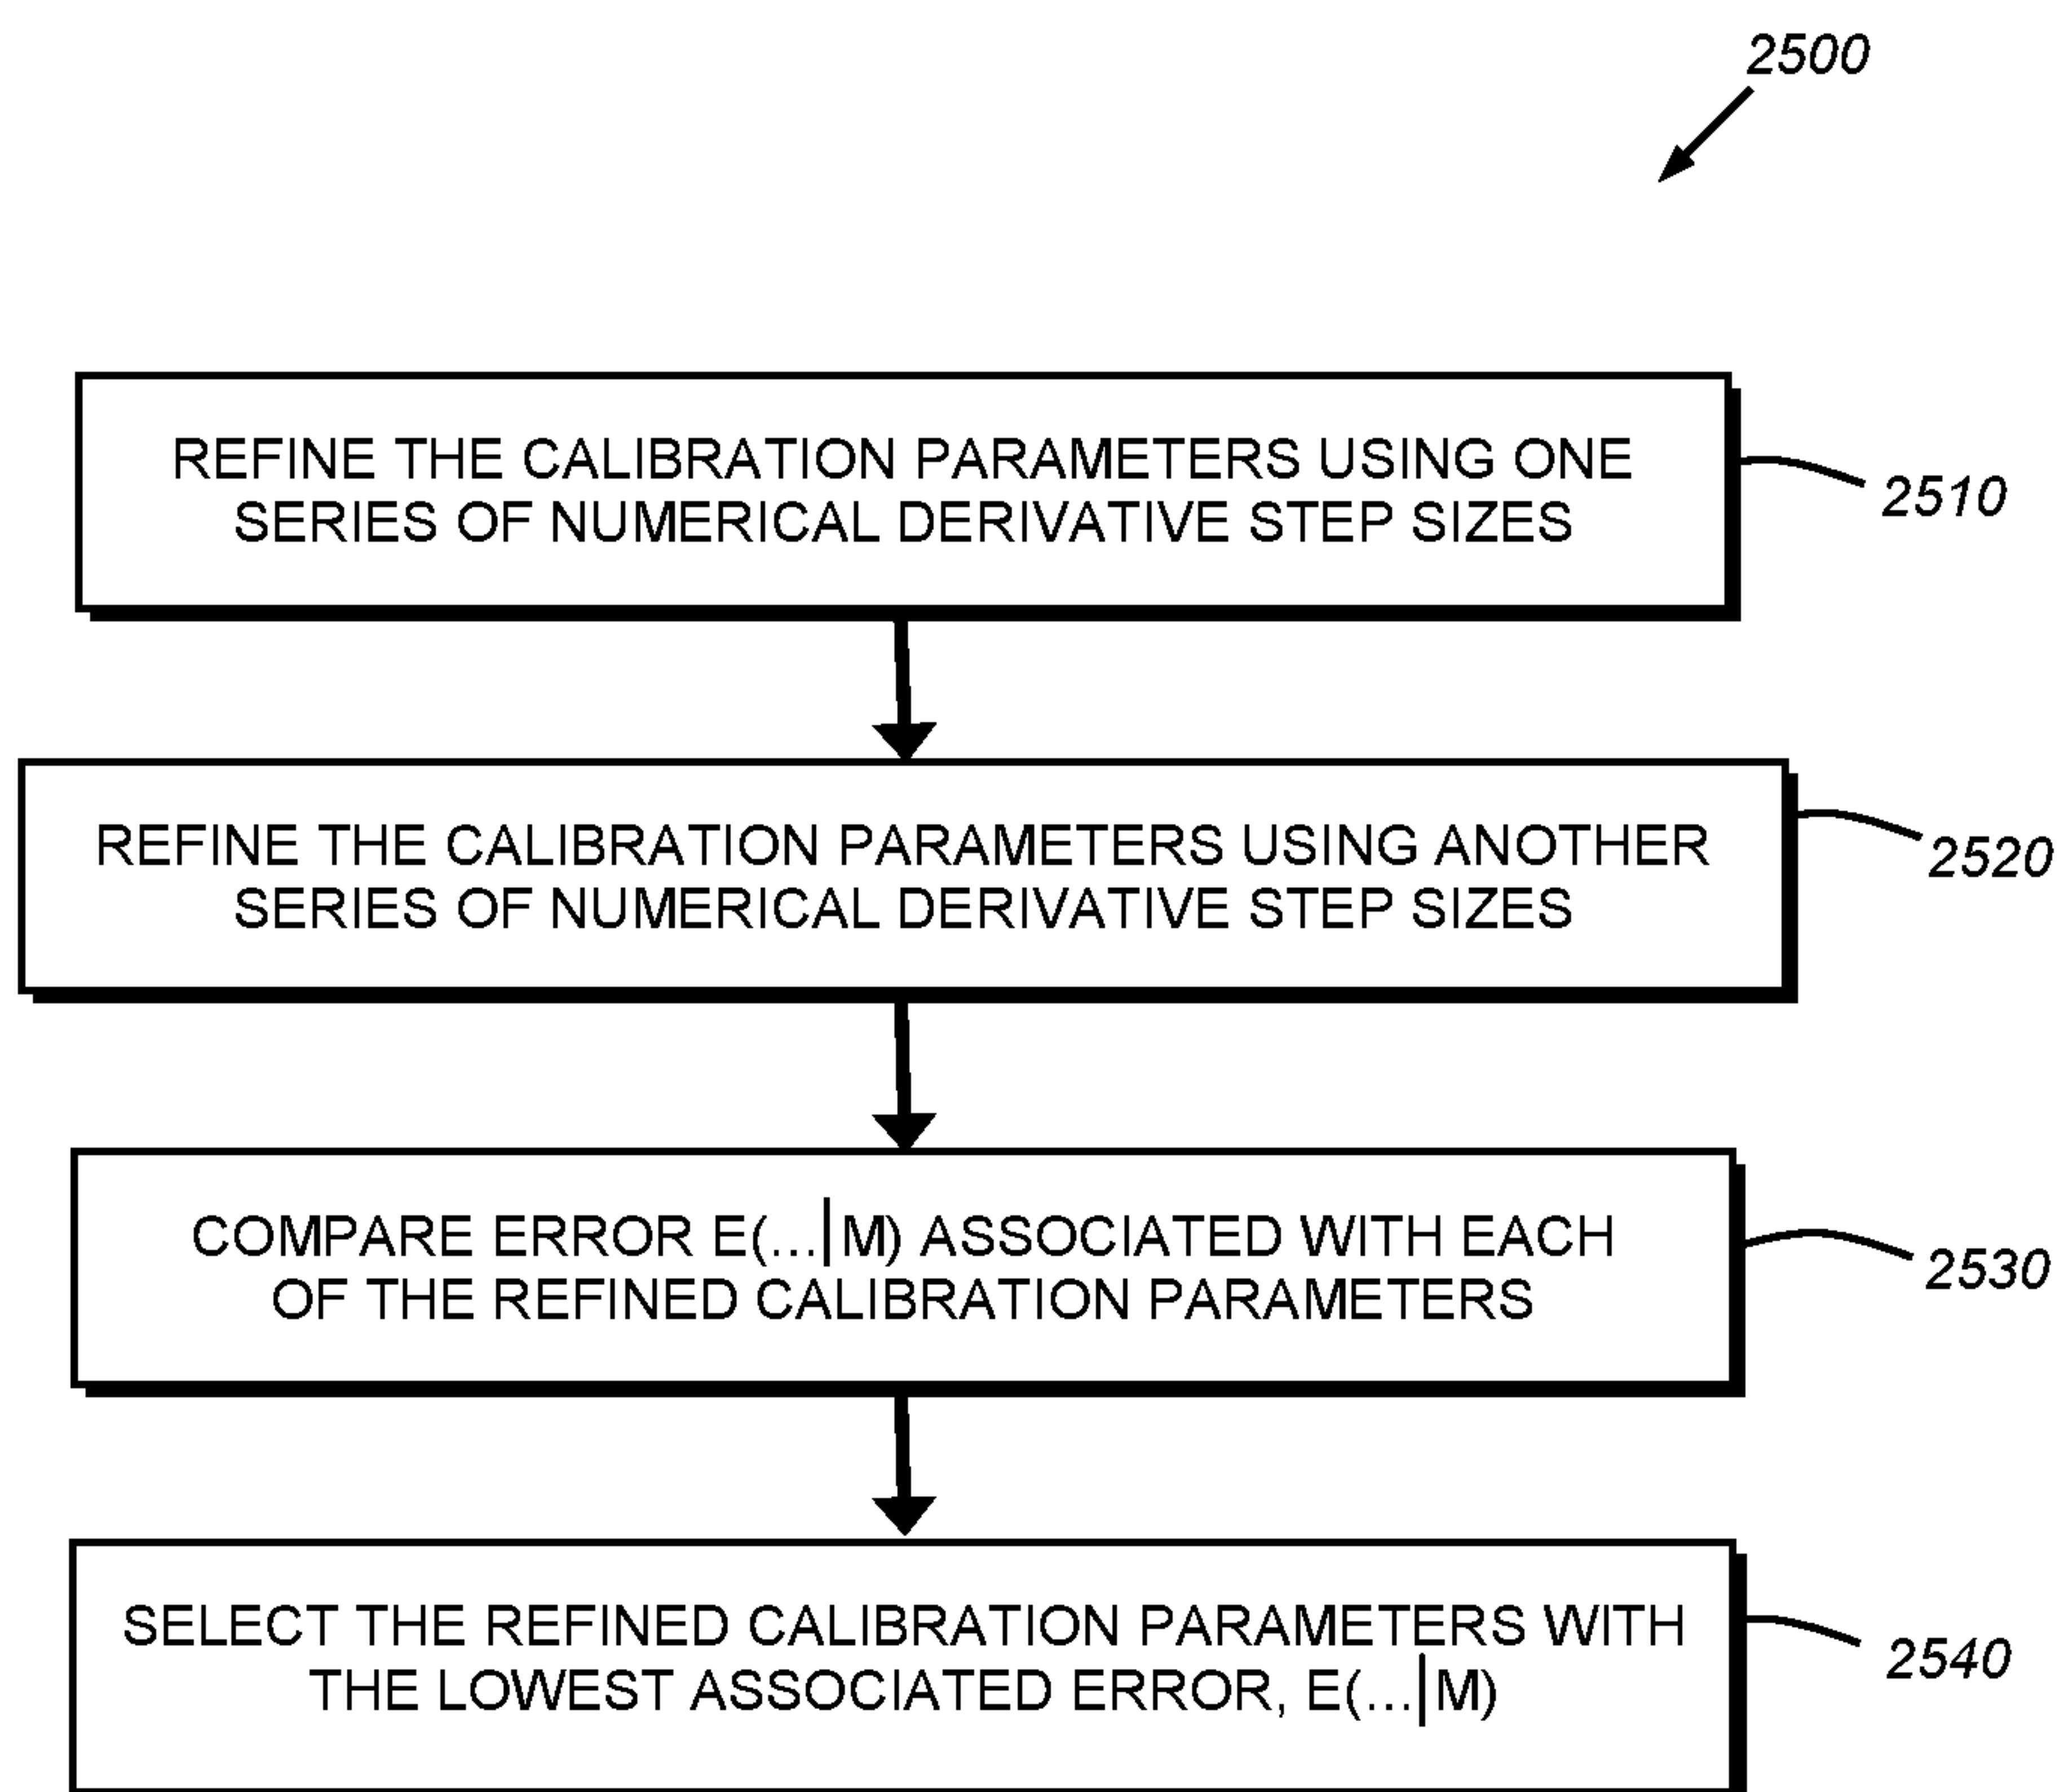 2500
REFINE THE CALIBRATION PARAMETERS USING ONE
SERIES OF NUMERICAL DERIVATIVE STEP SIZES
2510
REFINE THE CALIBRATION PARAMETERS USING ANOTHER
SERIES OF NUMERICAL DERIVATIVE STEP SIZES
2520
COMPARE ERROR E(...|M) ASSOCIATED WITH EACH
OF THE REFINED CALIBRATION PARAMETERS
2530
SELECT THE REFINED CALIBRATION PARAMETERS WITH
THE LOWEST ASSOCIATED ERROR, E(...|M)
2540